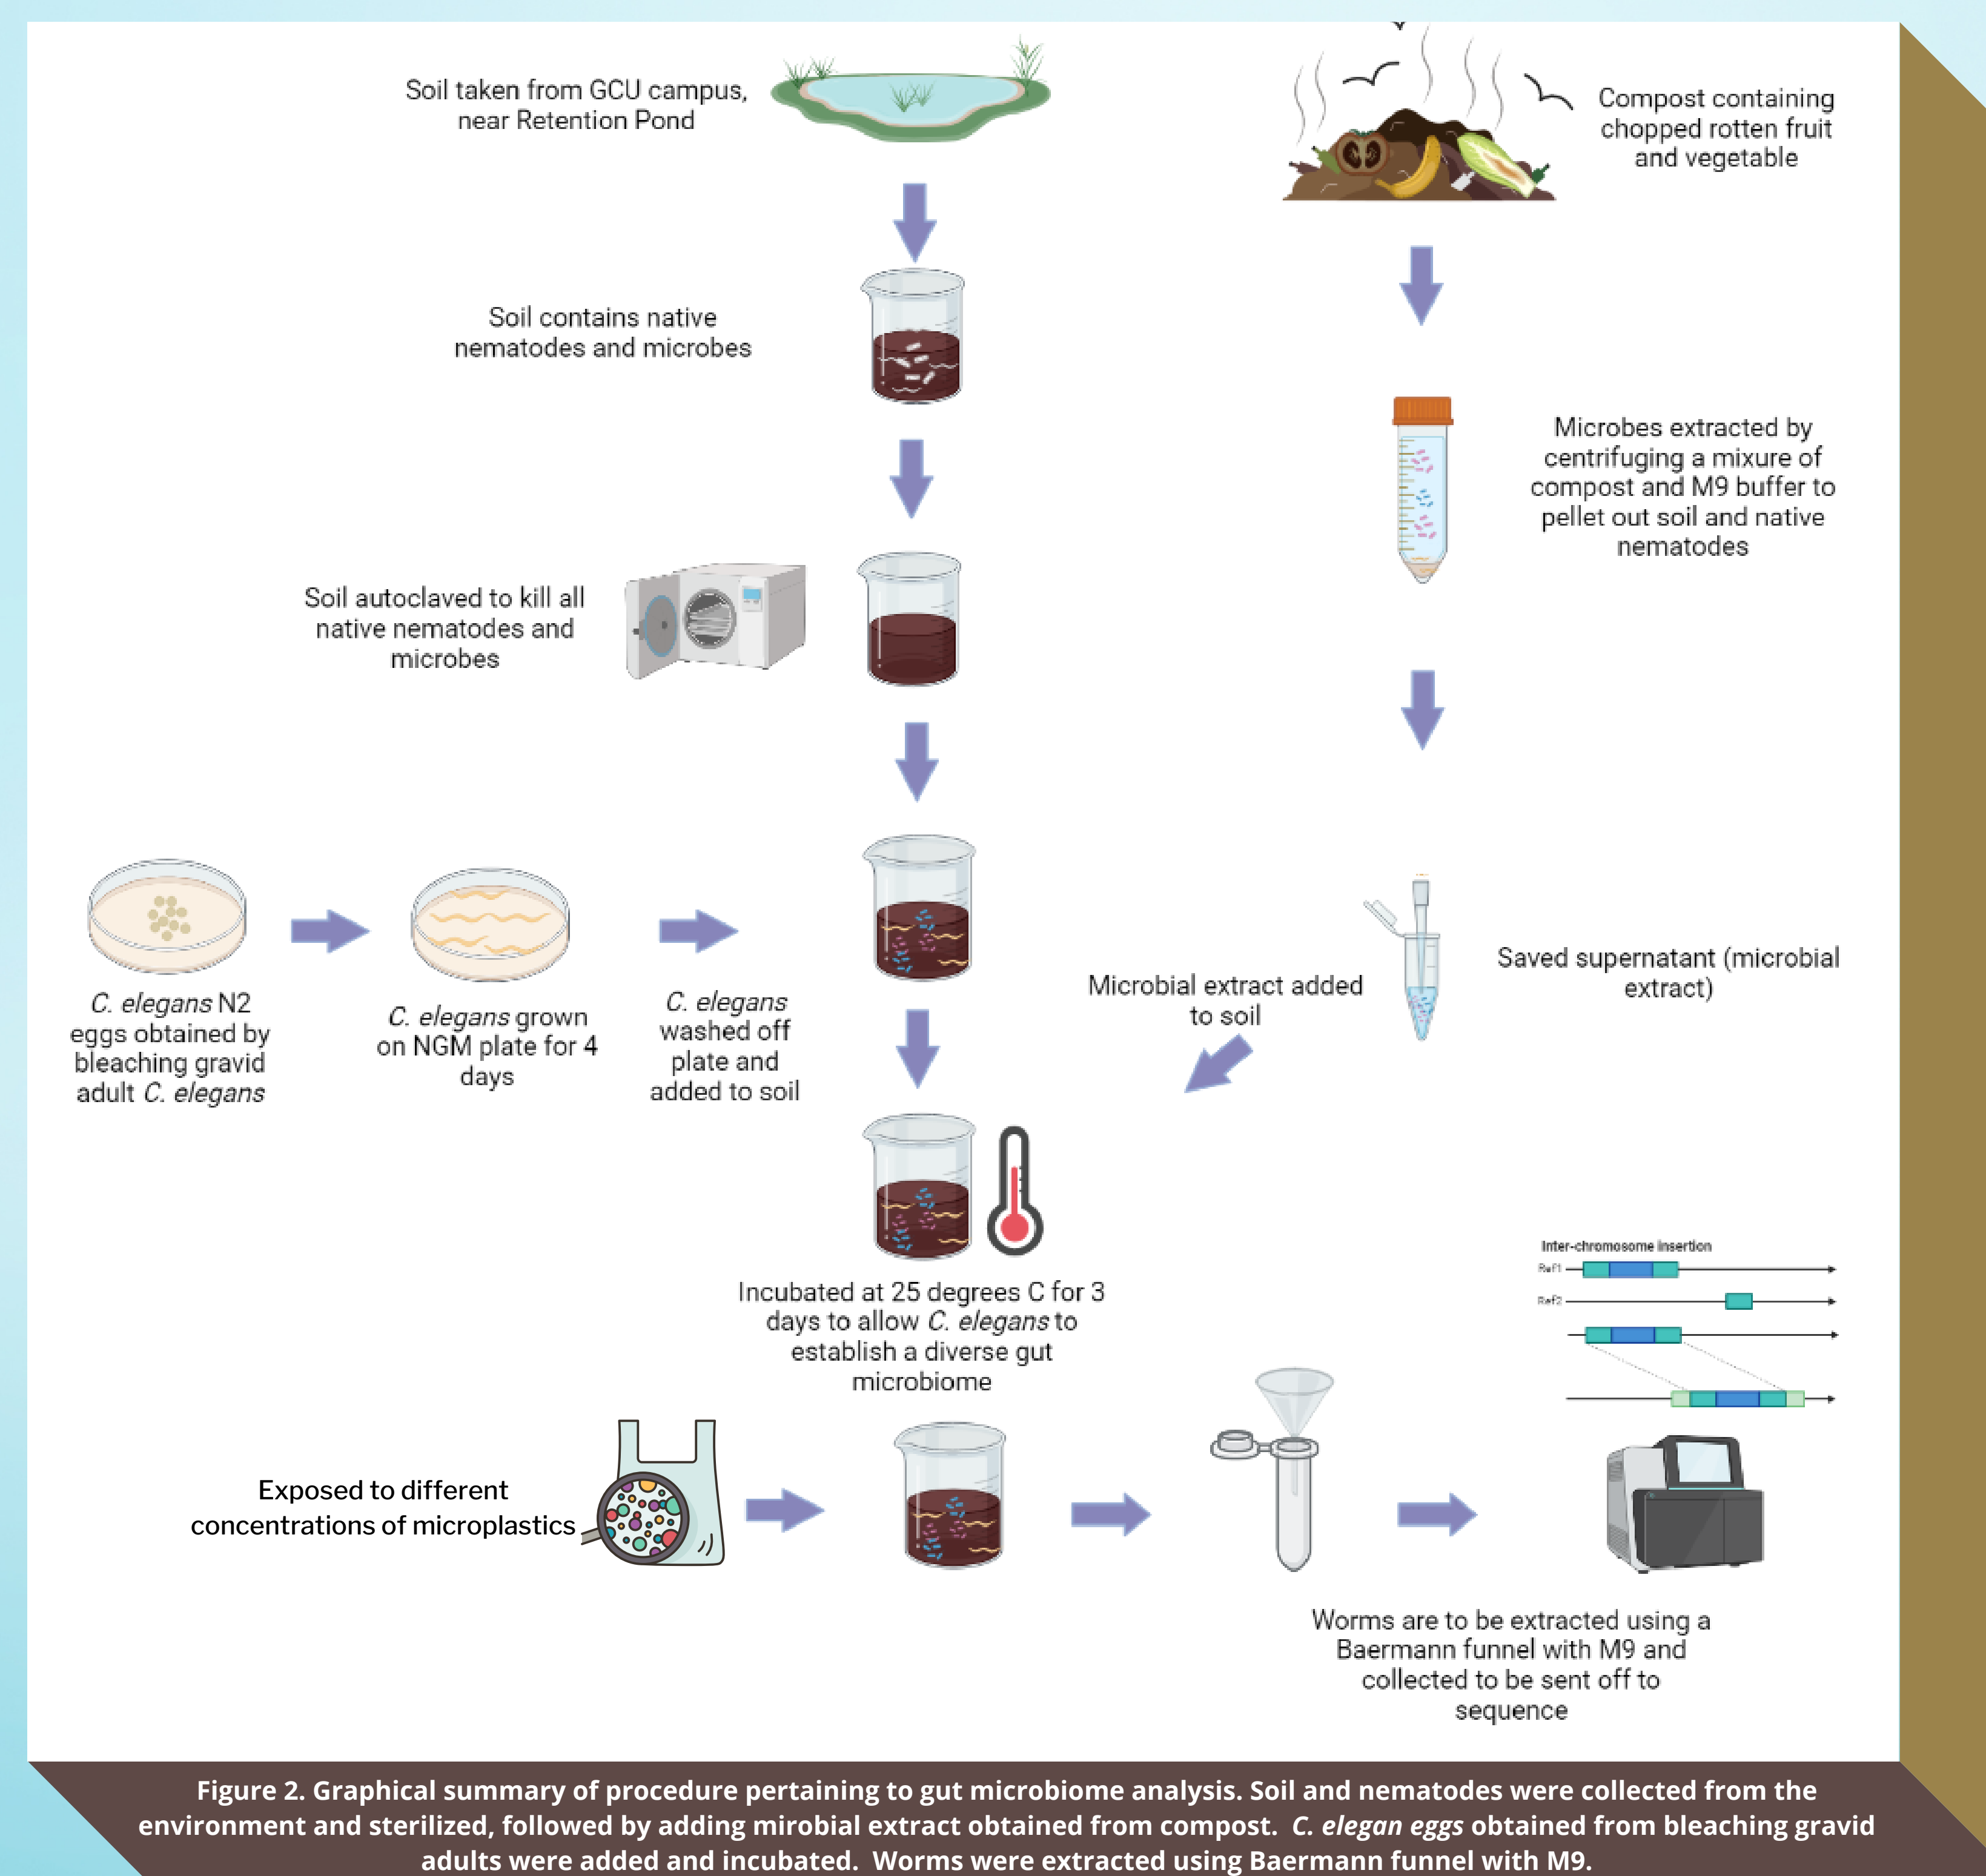 Soil taken from GCU campus,
near Retention Pond
Compost containing
chopped rotten fruit
and vegetable
Soil contains native
nematodes and microbes
Microbes extracted by
centrifuging a mixure of
compost and M9 buffer to
pellet out soil and native
nematodes
Soil autoclaved to kill all
native nematodes and
microbes
C. elegans N2
eggs obtained by
bleaching gravid
adult C. elegans
C. elegans grown
on NGM plate for 4
days
C. elegans
washed off
plate and
added to soil
Microbial extract added
to soil
Saved supernatant (microbial
extract)
Incubated at 25 degrees C for 3
days to allow C. elegans to
establish a diverse gut
microbiome
Inter-chromosome insertion
Ref1
Ref2
Exposed to different
concentrations of microplastics
Worms are to be extracted using a
Baermann funnel with M9 and
collected to be sent off to
sequence
Figure 2. Graphical summary of procedure pertaining to gut microbiome analysis. Soil and nematodes were collected from the
environment and sterilized, followed by adding mirobial extract obtained from compost. C. elegan eggs obtained from bleaching gravid
adults were added and incubated. Worms were extracted using Baermann funnel with M9.